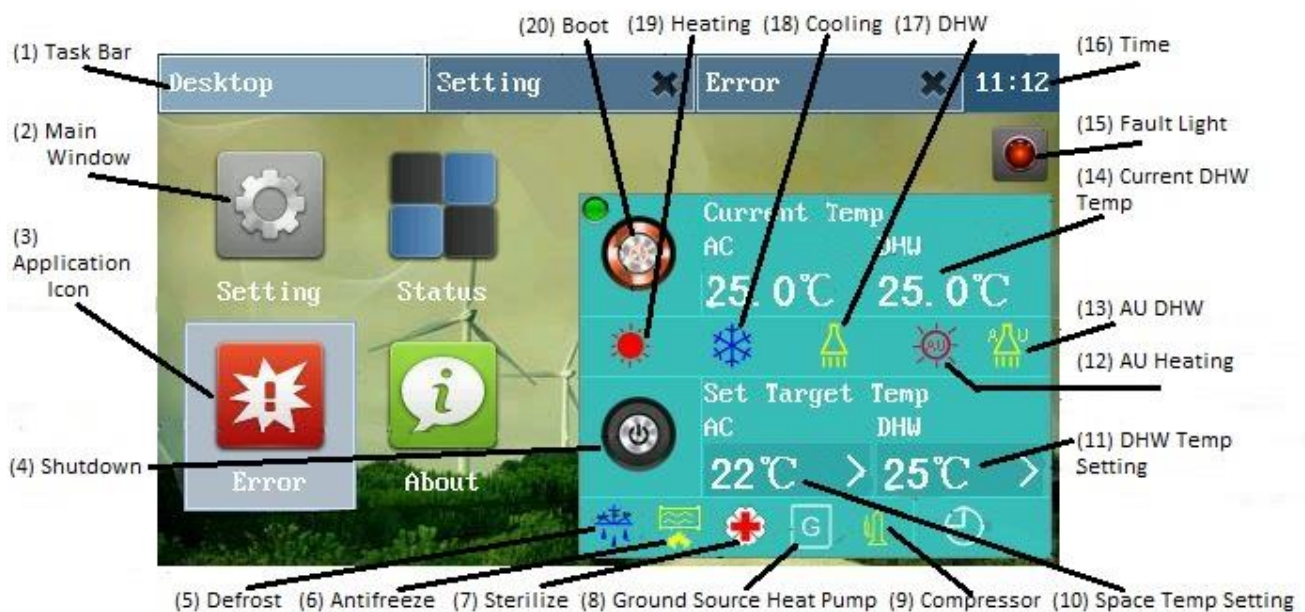 (20) Boot (19) Heating (18) Cooling (17) DHW
(1) Task Bar
(16) Time
Desktop Setting Error 11:12
(2) Main
Window
(15) Fault Light
(14) Current DHW
Temp
Current Temp
AC DHW
(3)
Application
Icon
25.0℃ 25.0℃
Setting Status
(13) AU DHW
AU A U
(12) AU Heating
Set Target Temp
AC DHW
(11) DHW Temp
Setting
(4) Shutdown
22℃ > 25℃ >
Error About
G
(5) Defrost (6) Antifreeze (7) Sterilize (8) Ground Source Heat Pump (9) Compressor (10) Space Temp Setting